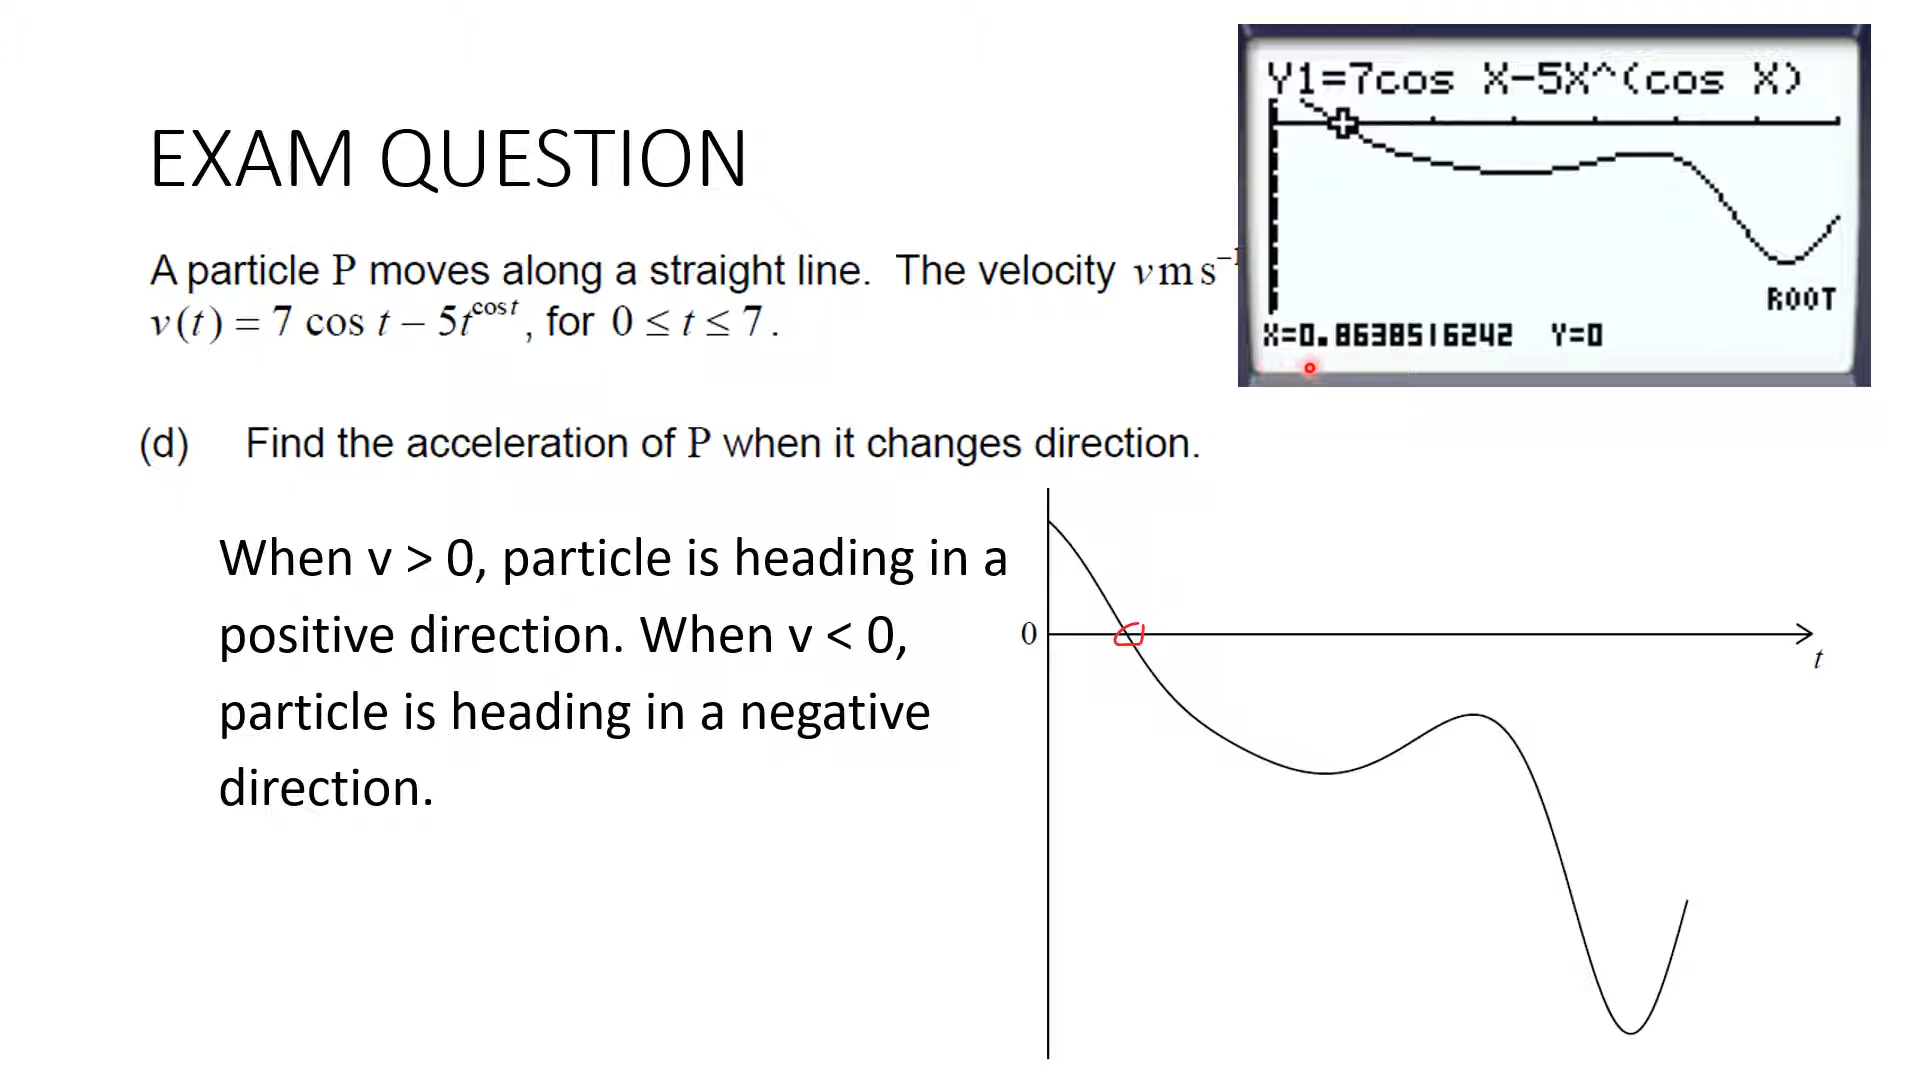 Y1=7cos X-5X^(cos X)
EXAM QUESTION
A particle P moves along a straight line. The velocity v m s⁻¹
v(t) = 7 cos t − 5t^cos t, for 0 ≤ t ≤ 7.
ROOT
X=0.8638516242 Y=0
(d) Find the acceleration of P when it changes direction.
When v > 0, particle is heading in a
positive direction. When v < 0,
particle is heading in a negative
direction.
0
t